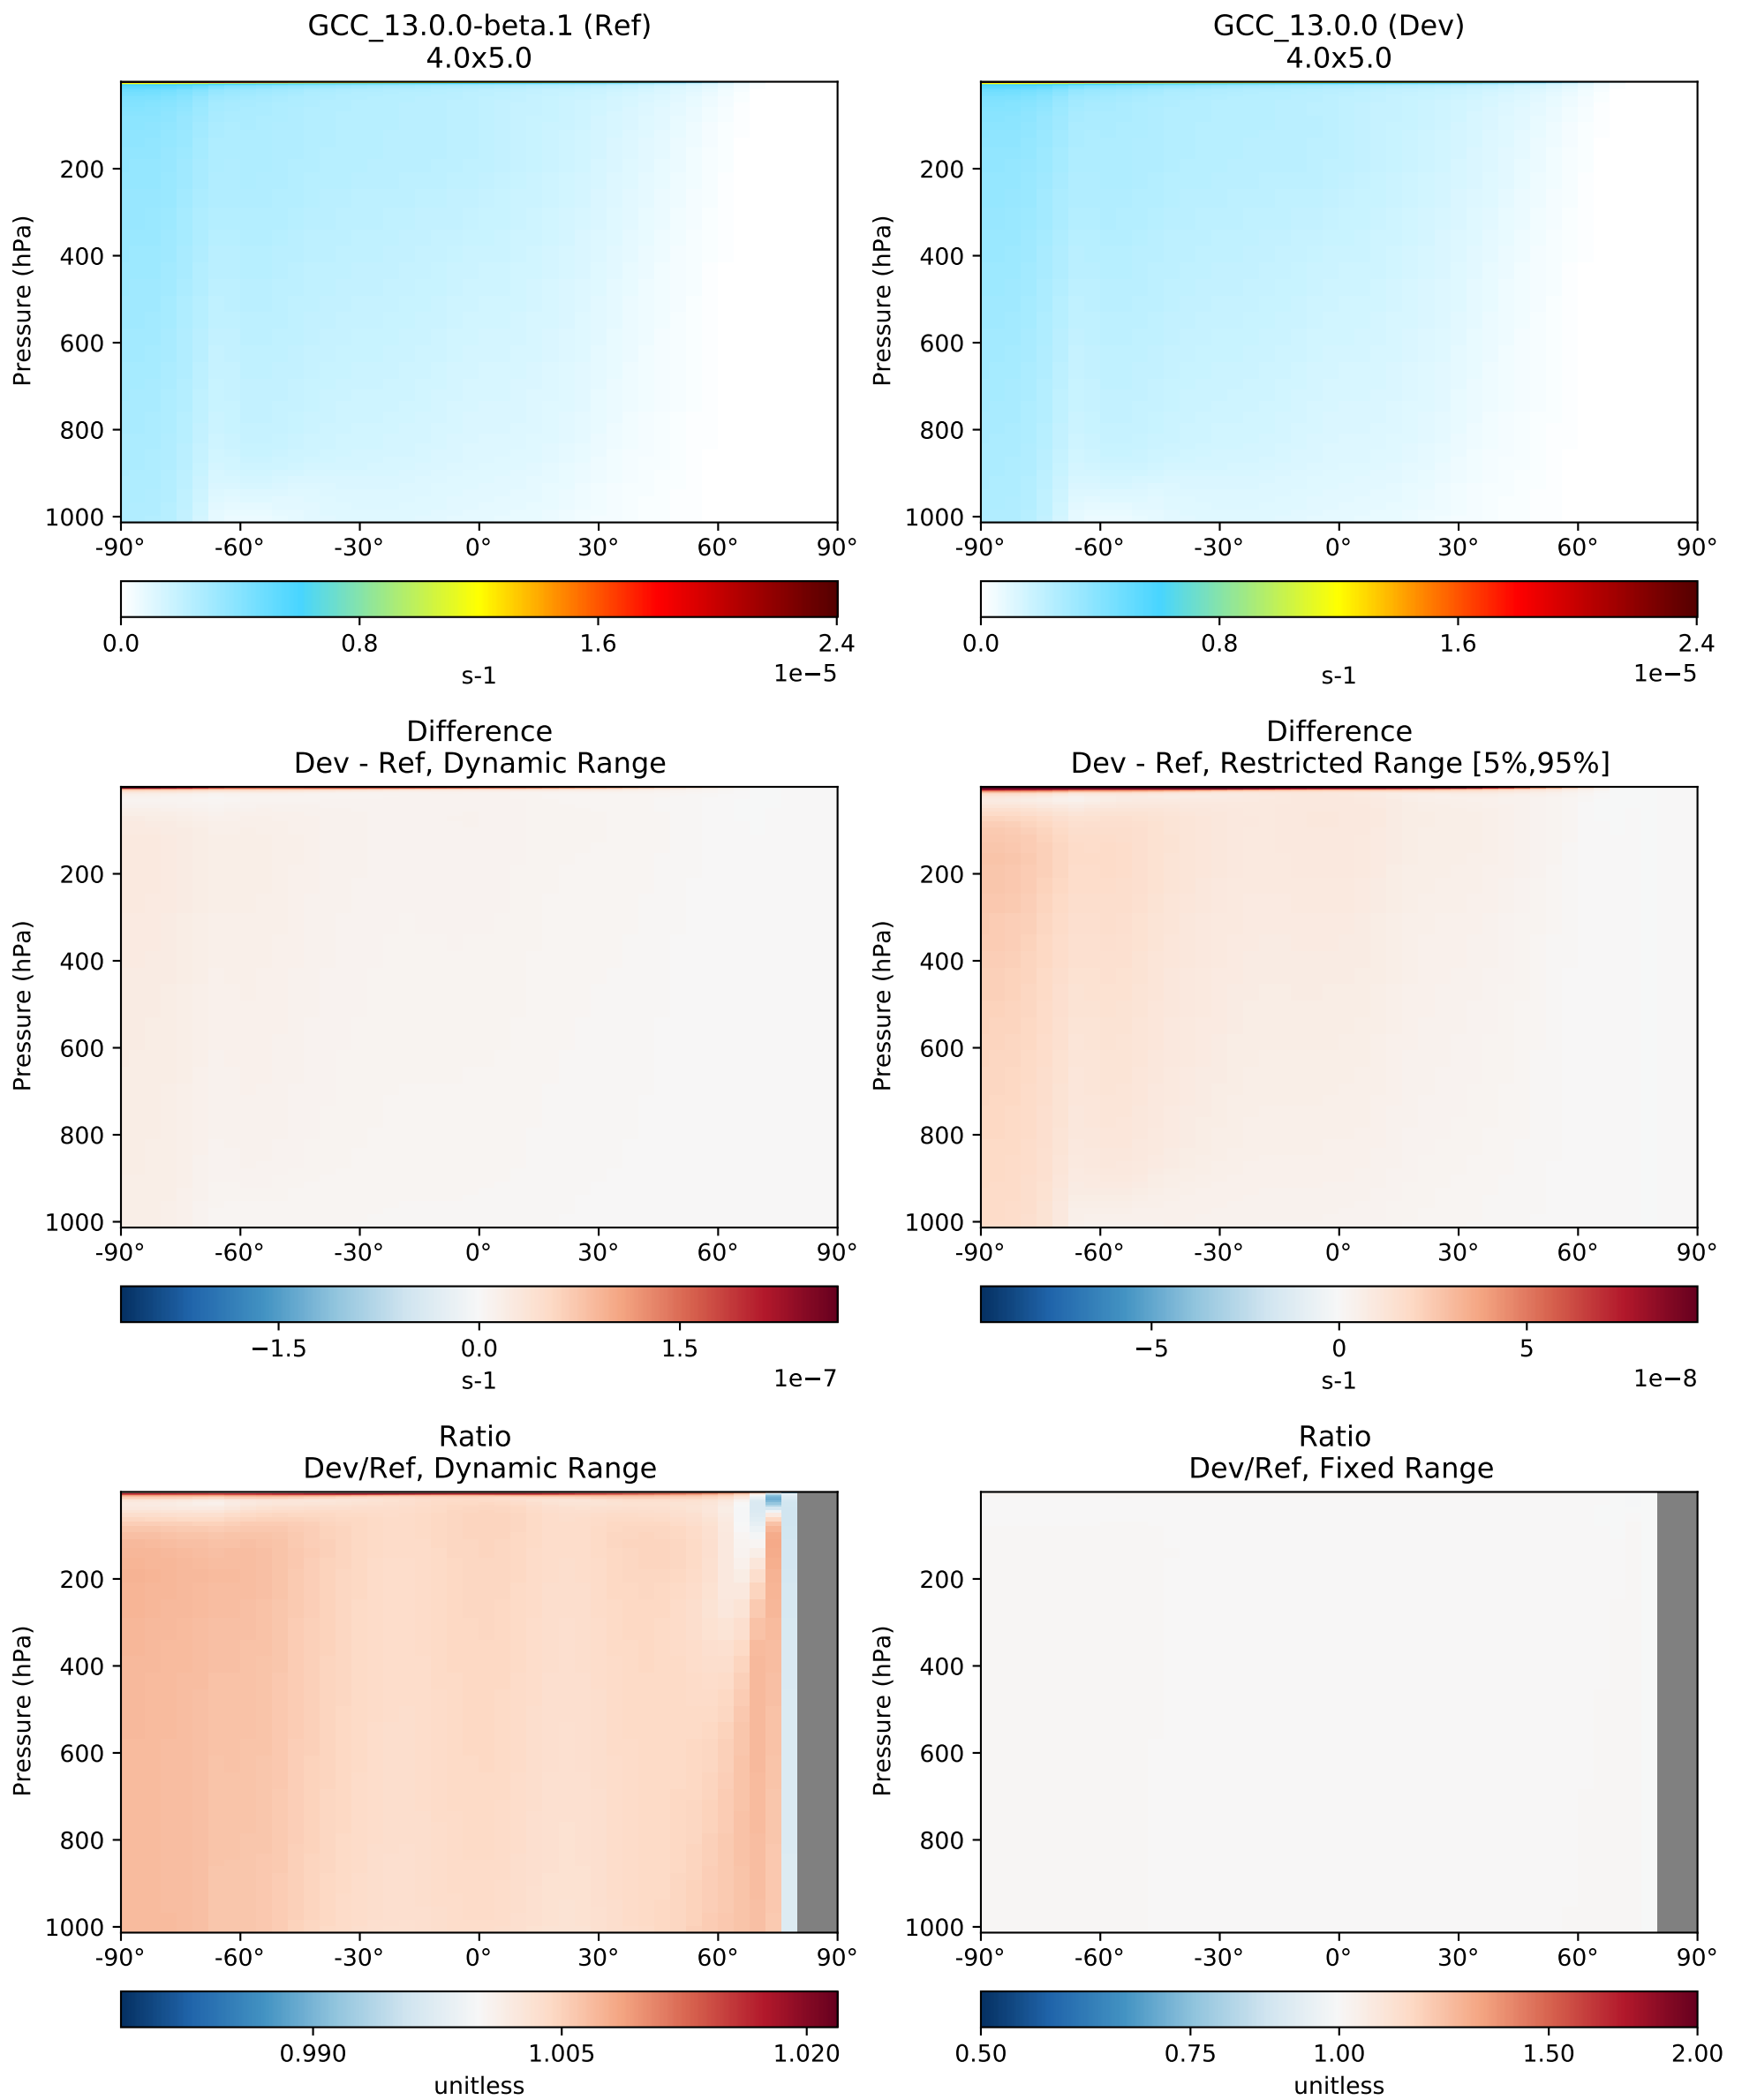 GCC_13.0.0-beta.1 (Ref)
4.0x5.0
Pressure (hPa)
200
400
600
800
1000
-90° -60° -30° 0° 30° 60° 90°
0.0 0.8 1.6 2.4
s-1
1e−5
GCC_13.0.0 (Dev)
4.0x5.0
Pressure (hPa)
200
400
600
800
1000
-90° -60° -30° 0° 30° 60° 90°
0.0 0.8 1.6 2.4
s-1
1e−5
Difference
Dev - Ref, Dynamic Range
Pressure (hPa)
200
400
600
800
1000
-90° -60° -30° 0° 30° 60° 90°
−1.5 0.0 1.5
s-1
1e−7
Difference
Dev - Ref, Restricted Range [5%,95%]
Pressure (hPa)
200
400
600
800
1000
-90° -60° -30° 0° 30° 60° 90°
−5 0 5
s-1
1e−8
Ratio
Dev/Ref, Dynamic Range
Pressure (hPa)
200
400
600
800
1000
-90° -60° -30° 0° 30° 60° 90°
0.990 1.005 1.020
unitless
Ratio
Dev/Ref, Fixed Range
Pressure (hPa)
200
400
600
800
1000
-90° -60° -30° 0° 30° 60° 90°
0.50 0.75 1.00 1.50 2.00
unitless